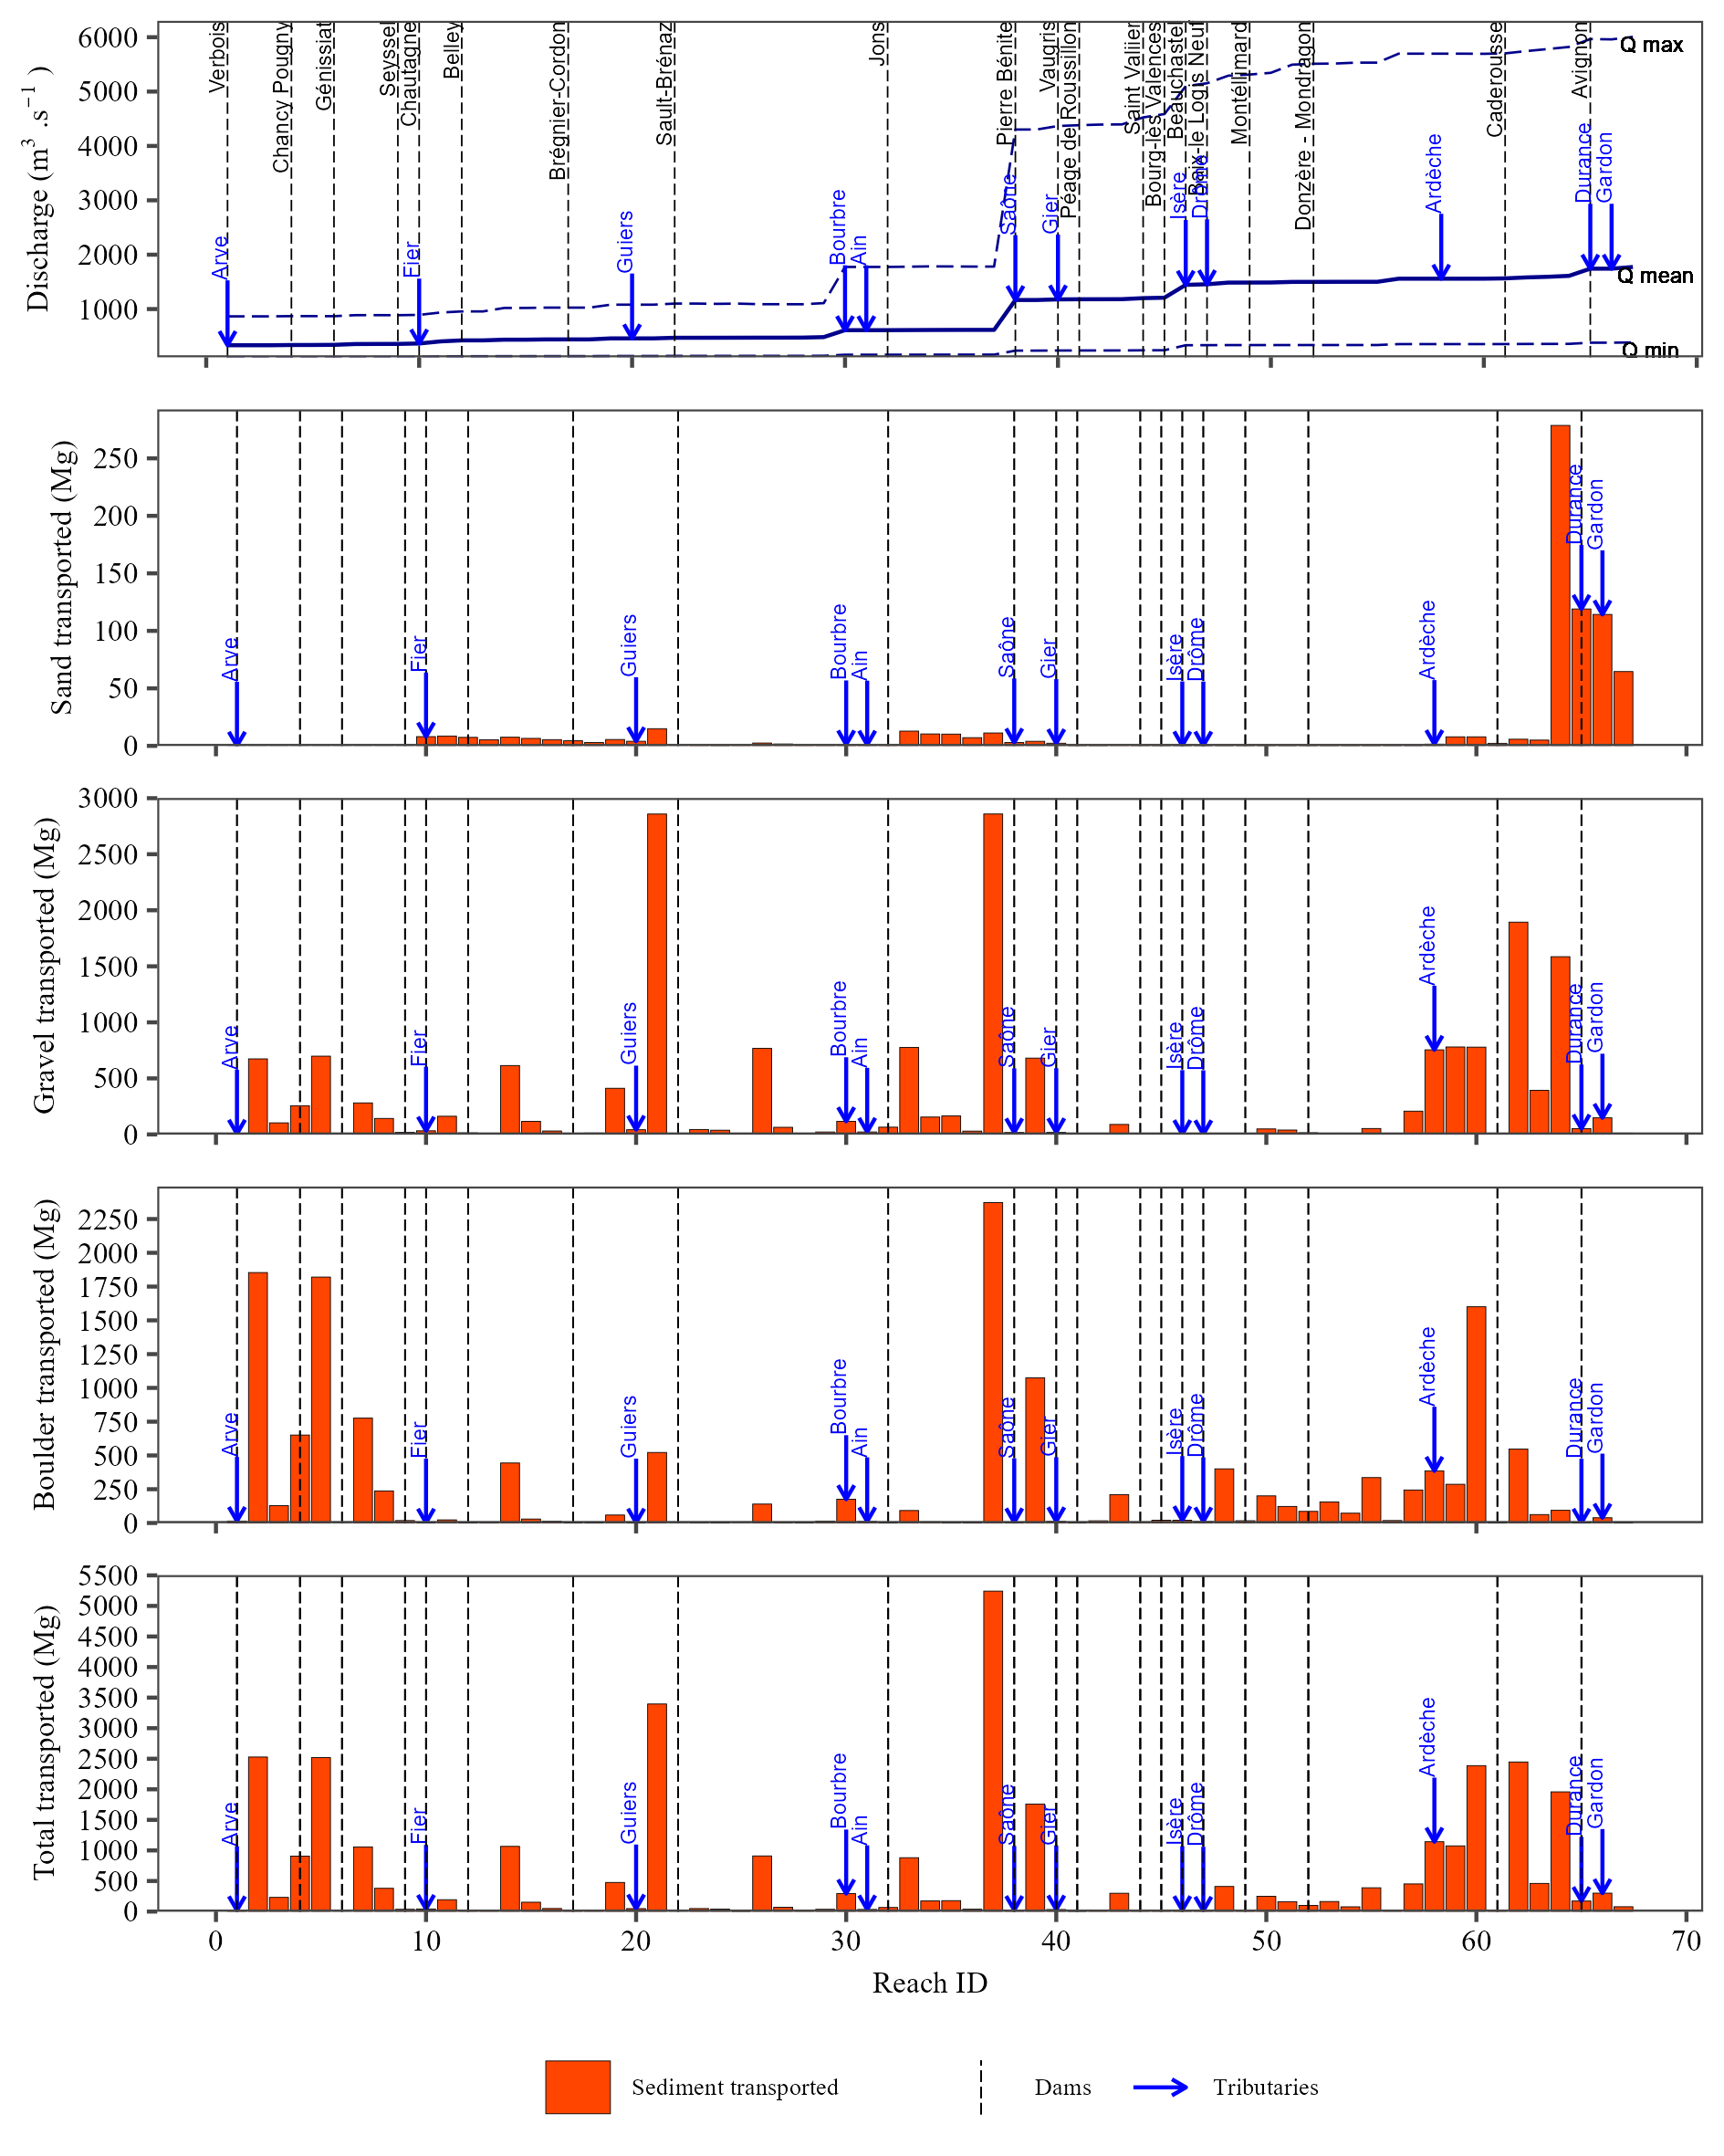 Discharge (m³ .s⁻¹ )
6000
5000
4000
3000
2000
1000
Verbois
Chancy Pougny
Génissiat
Seyssel
Chautagne
Belley
Brégnier-Cordon
Sault-Brénaz
Jons
Pierre Bénite
Vaugris
Péage de Roussillon
Saint Vallier
Bourg-lès Valences
Beauchastel
Baix-le Logis Neuf
Montélimard
Donzère - Mondragon
Caderousse
Avignon
Arve
Fier
Guiers
Bourbre
Ain
Saône
Gier
Isère
Drôme
Ardèche
Durance
Gardon
Q max
Q mean
Q min
Sand transported (Mg)
250
200
150
100
50
0
Arve
Fier
Guiers
Bourbre
Ain
Saône
Gier
Isère
Drôme
Ardèche
Durance
Gardon
Gravel transported (Mg)
3000
2500
2000
1500
1000
500
0
Arve
Fier
Guiers
Bourbre
Ain
Saône
Gier
Isère
Drôme
Ardèche
Durance
Gardon
Boulder transported (Mg)
2250
2000
1750
1500
1250
1000
750
500
250
0
Arve
Fier
Guiers
Bourbre
Ain
Saône
Gier
Isère
Drôme
Ardèche
Durance
Gardon
Total transported (Mg)
5500
5000
4500
4000
3500
3000
2500
2000
1500
1000
500
0
Arve
Fier
Guiers
Bourbre
Ain
Saône
Gier
Isère
Drôme
Ardèche
Durance
Gardon
0 10 20 30 40 50 60 70
Reach ID
Sediment transported Dams Tributaries